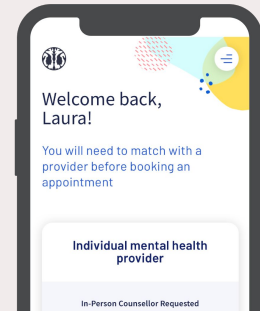 Welcome back,
Laura!
You will need to match with a
provider before booking an
appointment
Individual mental health
provider
In-Person Counsellor Requested